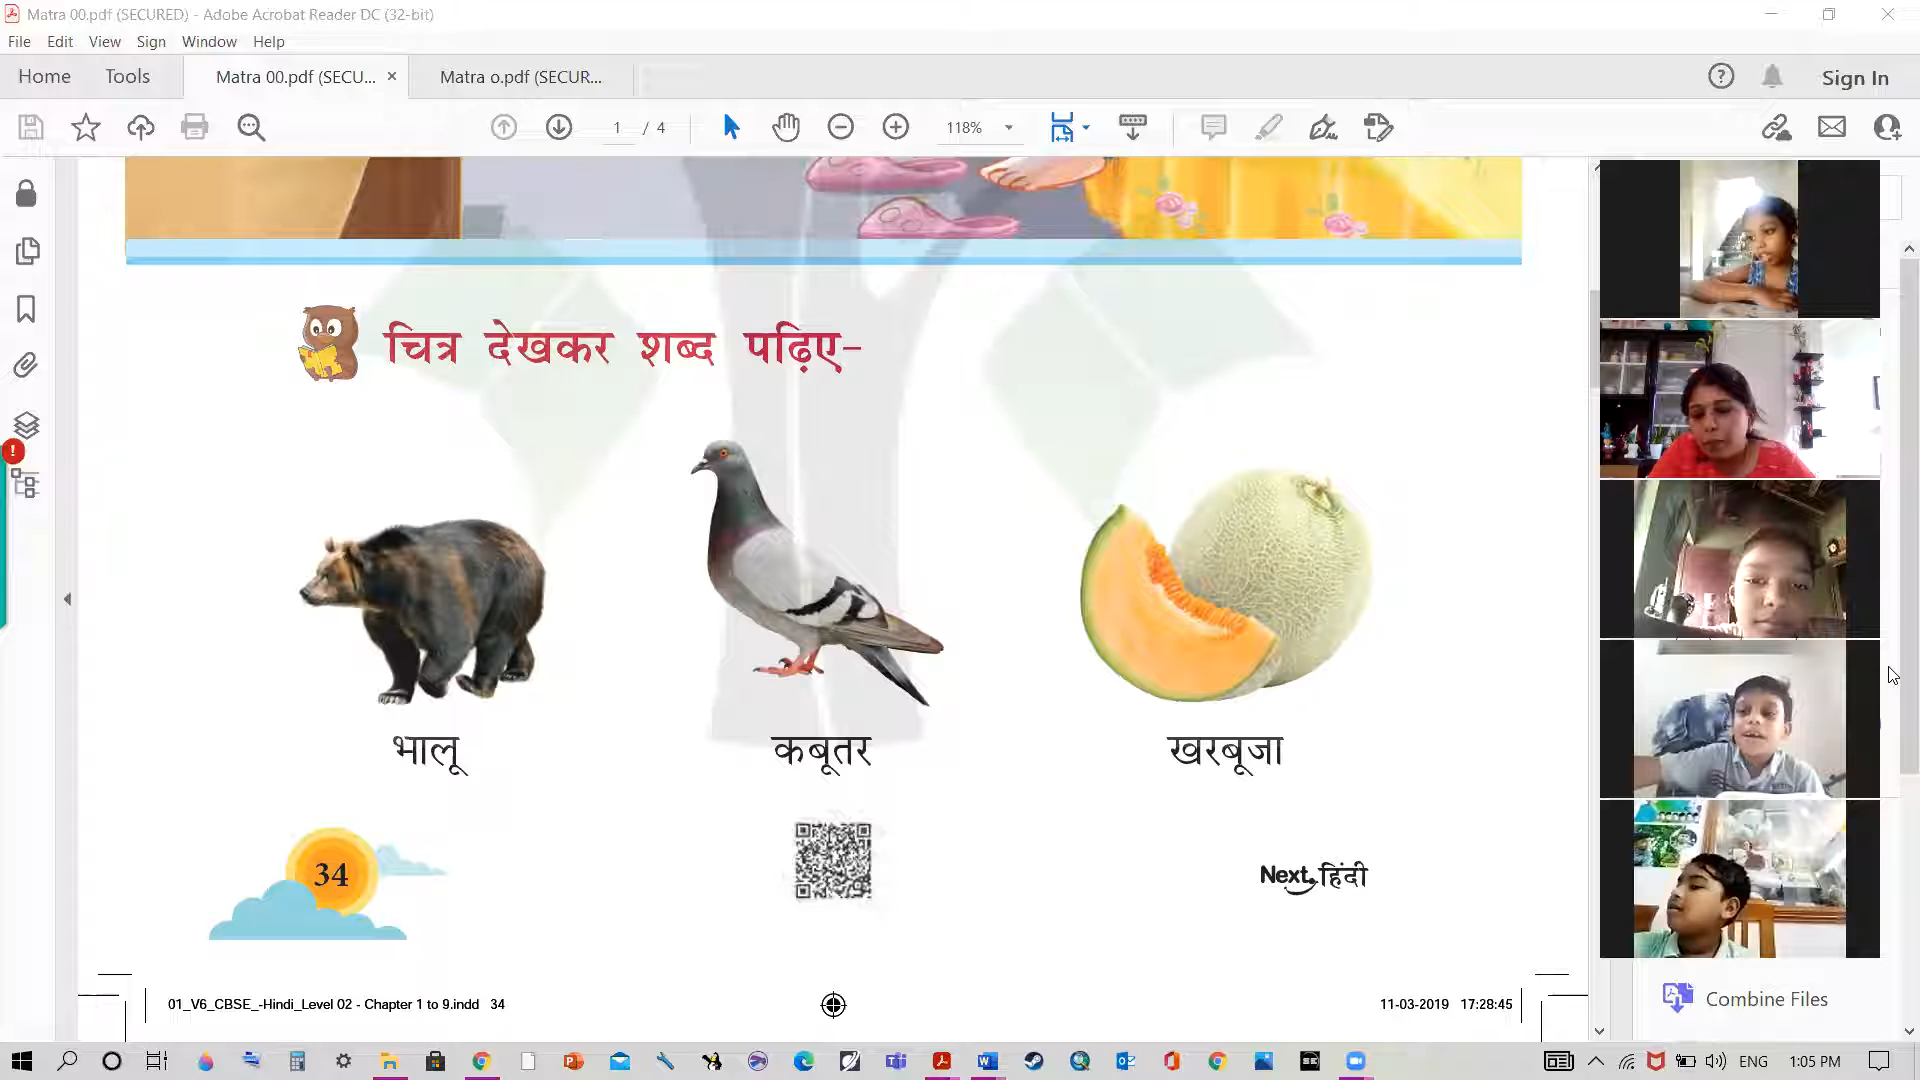 Matra 00.pdf (SECURED) - Adobe Acrobat Reader DC (32-bit)
File Edit View Sign Window Help
Home Tools Matra 00.pdf (SECU... × Matra o.pdf (SECUR... Sign In
1 / 4 118%
चित्र देखकर शब्द पढ़िए-
भालू कबूतर खरबूजा
34 Next हिंदी
01_V6_CBSE_-Hindi_Level 02 - Chapter 1 to 9.indd 34 11-03-2019 17:28:45
Combine Files
ENG 1:05 PM